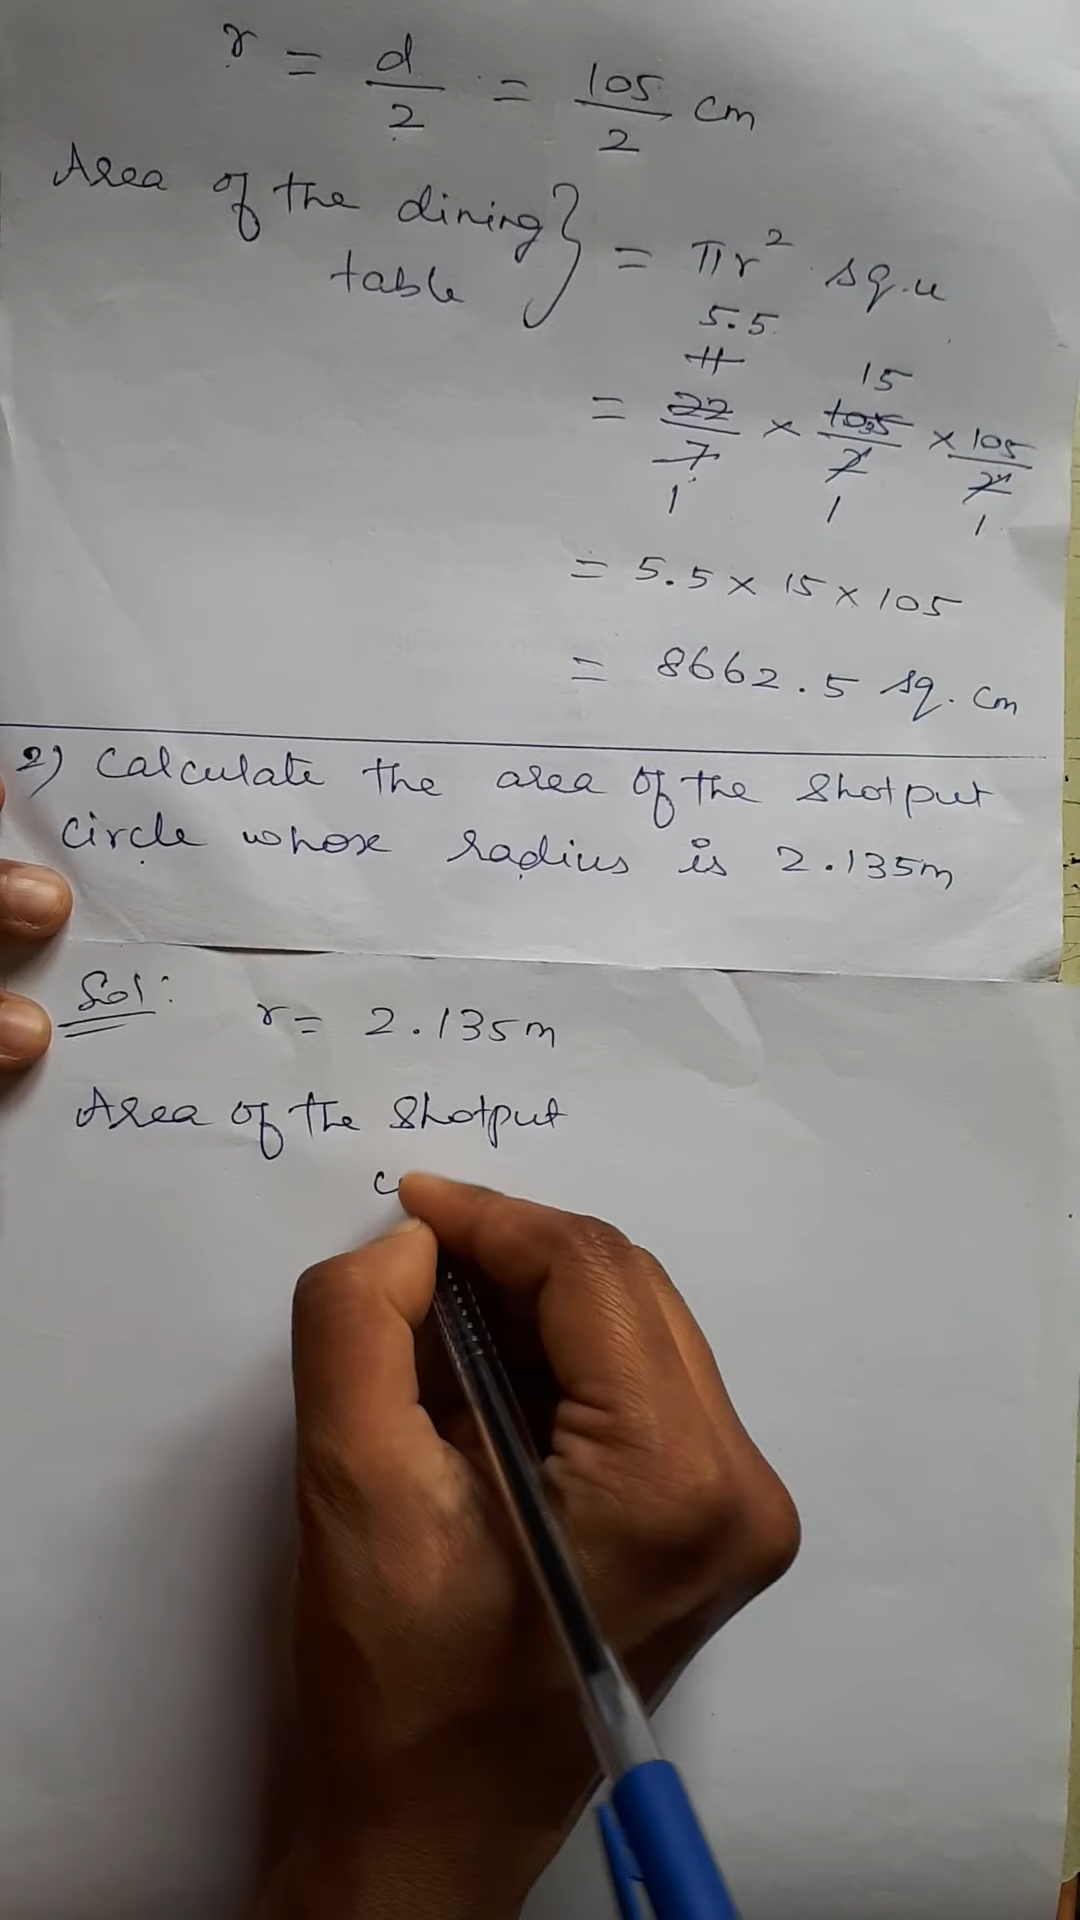 r = d/2 = 105/2 cm
Area of the dining table } = πr² sq.u
5.5
11 15
= 22/7 × 105/2 × 105/2
1 1 1
= 5.5 × 15 × 105
= 8662.5 sq. cm
2) Calculate the area of the Shotput
circle whose radius is 2.135m
Sol: r = 2.135m
Area of the Shotput
c